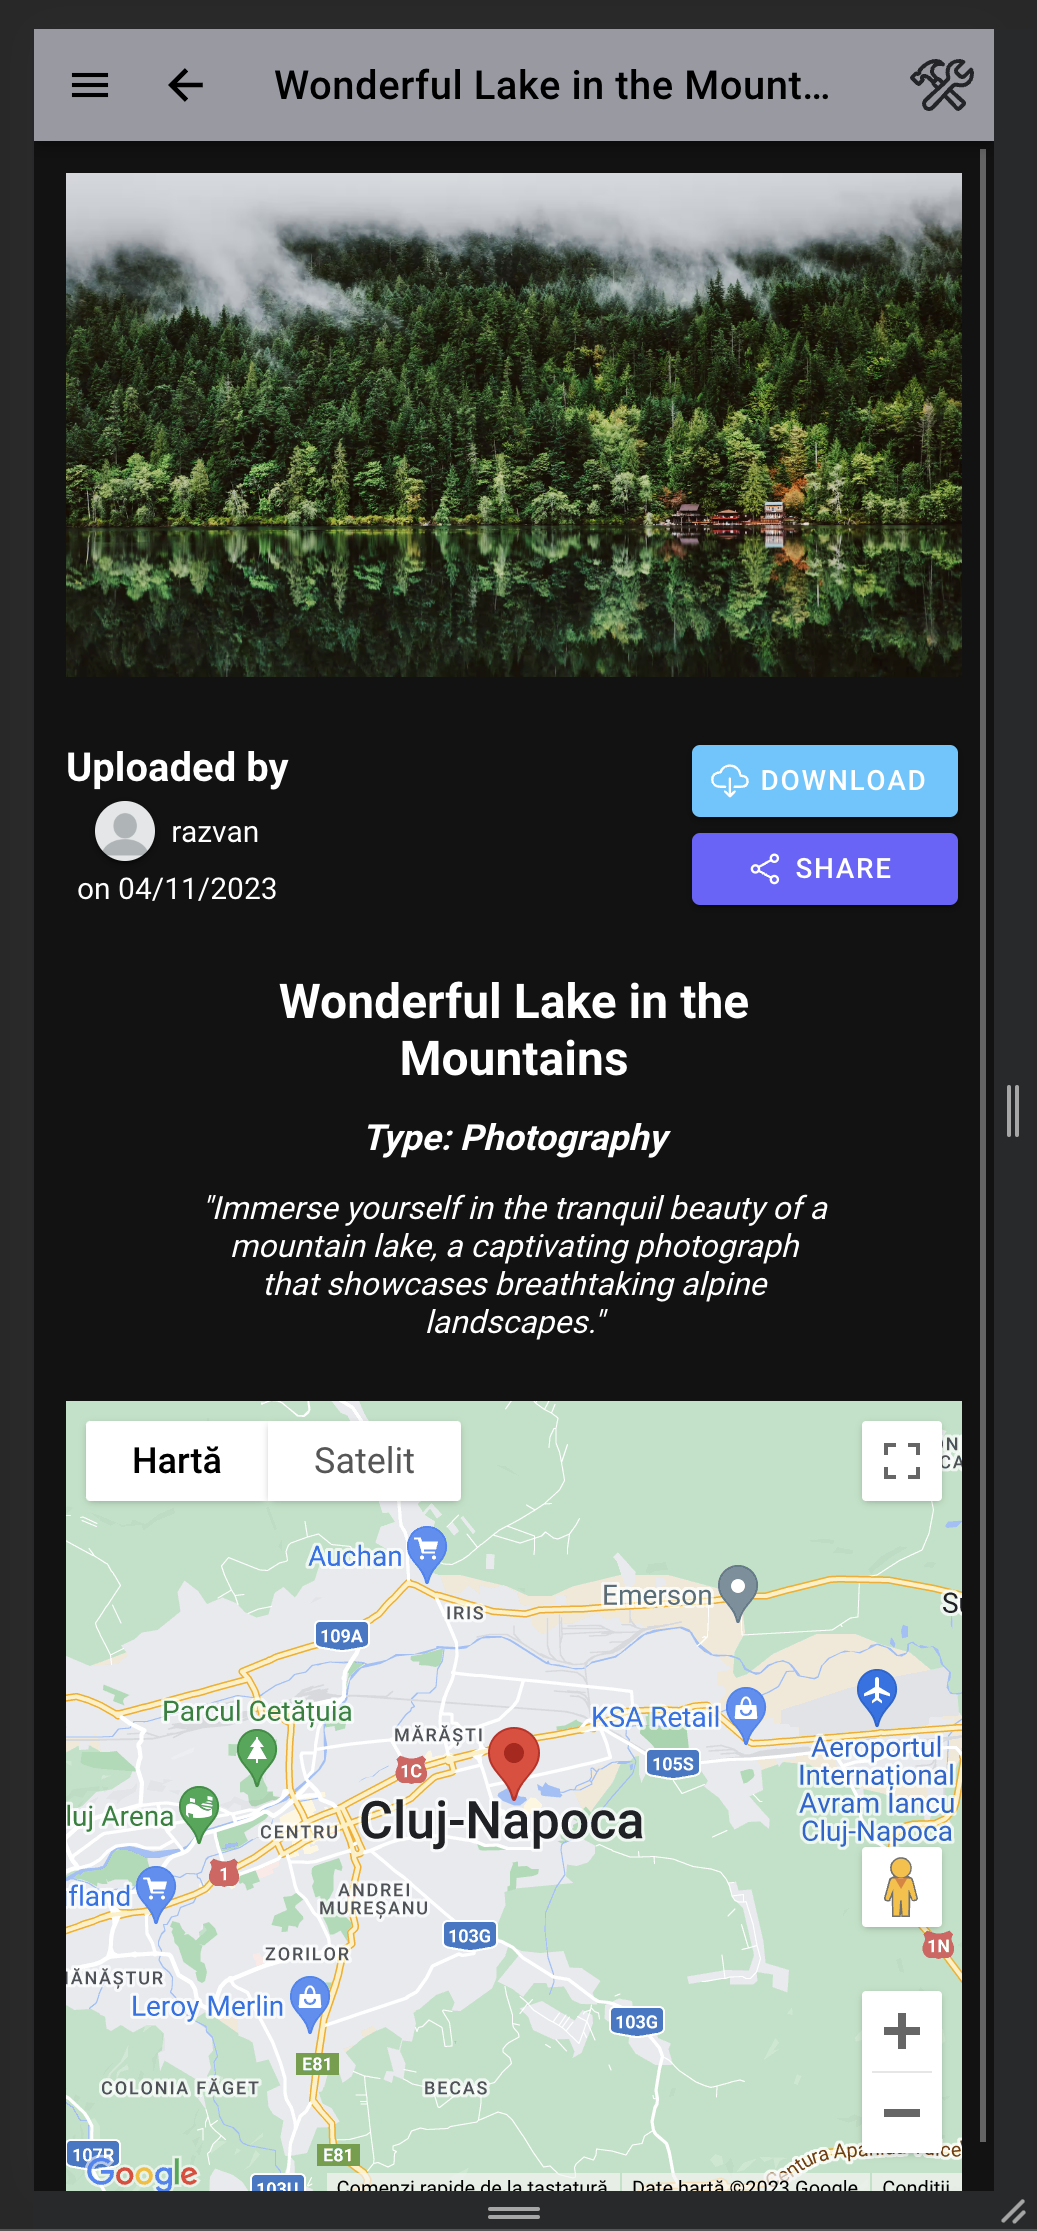 Wonderful Lake in the Mount...
Uploaded by
DOWNLOAD
razvan
SHARE
on 04/11/2023
Wonderful Lake in the
Mountains
Type: Photography
"Immerse yourself in the tranquil beauty of a
mountain lake, a captivating photograph
that showcases breathtaking alpine
landscapes."
Hartă
Satelit
Auchan
Emerson
IRIS
109A
Parcul Cetățuia
KSA Retail
MĂRĂȘTI
1C
105S
Aeroportul
Internațional
Avram Iancu
Cluj-Napoca
luj Arena
CENTRU
Cluj-Napoca
1
fland
ANDREI
MUREȘANU
103G
1N
ZORILOR
ĂNĂȘTUR
Leroy Merlin
103G
E81
COLONIA FĂGET
BECAS
E81
107R
Google
103U
Comenzi rapide de la tastatură
Date hartă ©2023 Google
Condiții